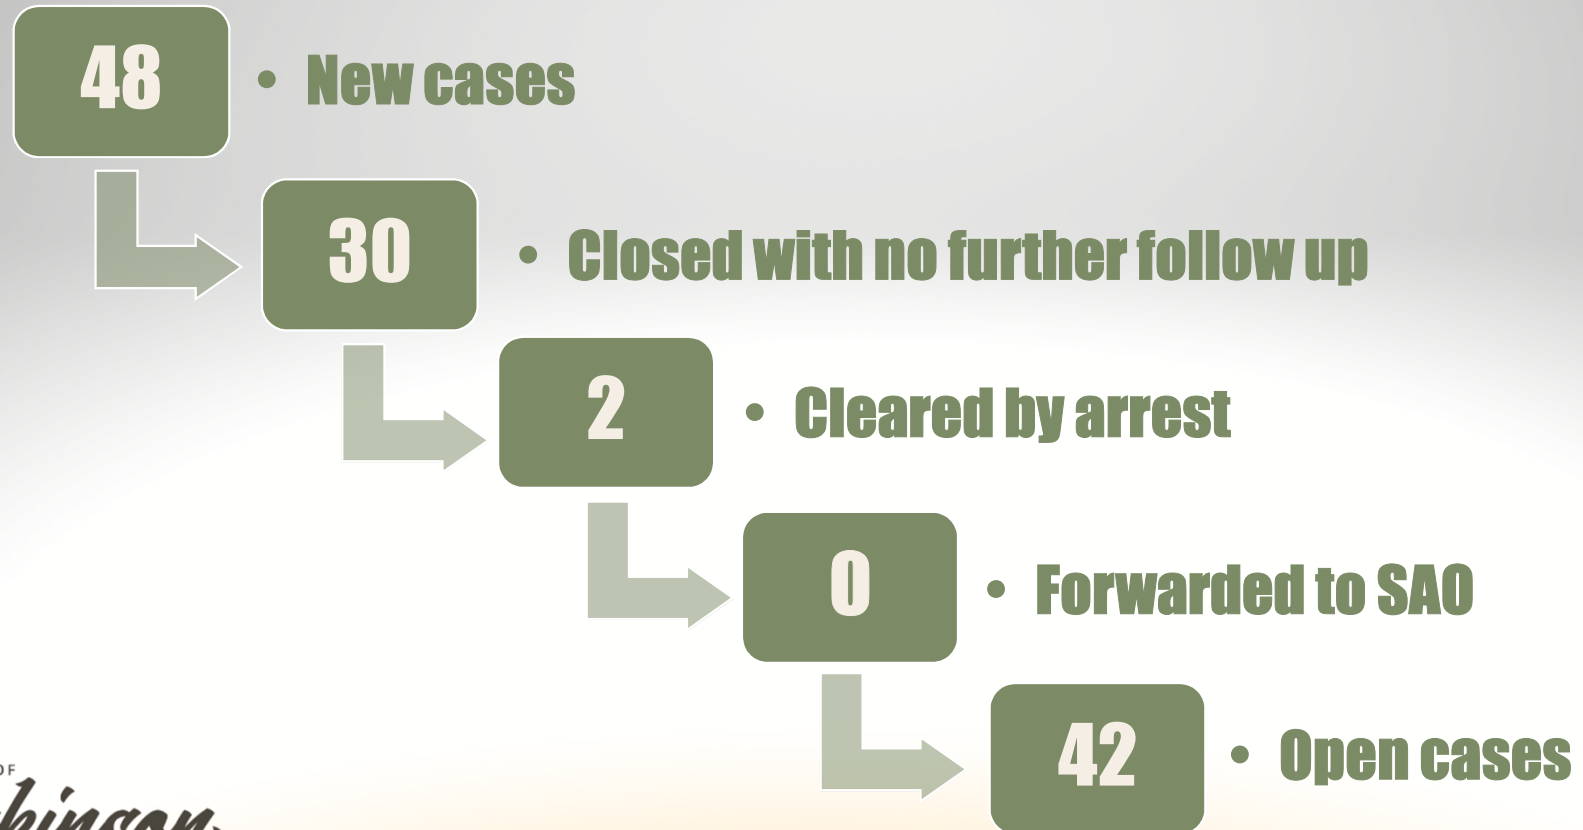 48
• New cases
30
• Closed with no further follow up
2
• Cleared by arrest
0
• Forwarded to SAO
42
• Open cases
OF